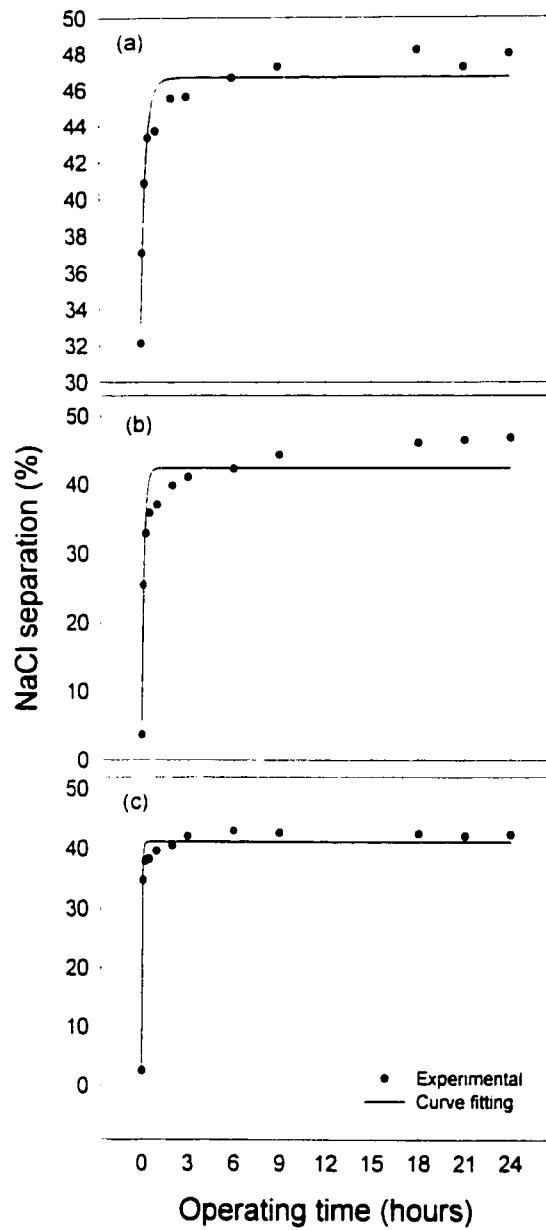 50
(a)
48
46
44
42
40
38
36
34
32
30
50
(b)
40
30
20
10
0
50
(c)
40
30
20
10
0
NaCl separation (%)
Experimental
Curve fitting
0 3 6 9 12 15 18 21 24
Operating time (hours)